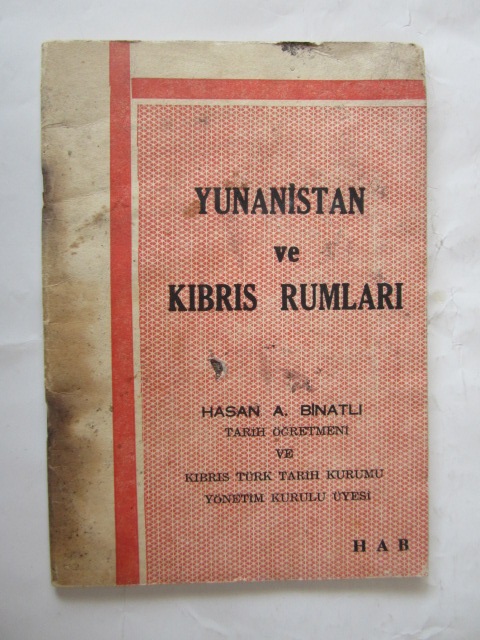 YUNANİSTAN
ve
KIBRIS RUMLARI
HASAN A. BİNATLI
TARİH ÖĞRETMENİ
VE
KIBRIS TÜRK TARİH KURUMU
YÖNETİM KURULU ÜYESİ
H A B